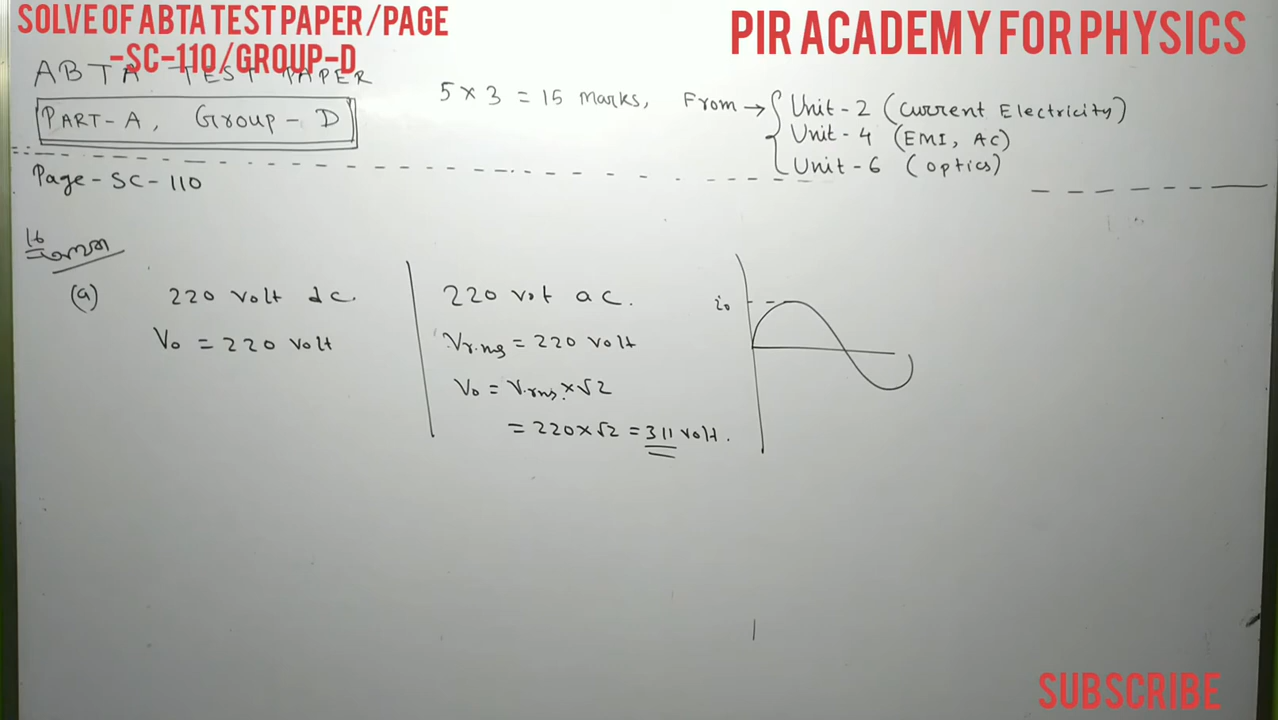 SOLVE OF ABTA TEST PAPER/PAGE
-SC-110/GROUP-D
PIR ACADEMY FOR PHYSICS
ABTA TEST PAPER
PART-A, Group-D
5 × 3 = 15 marks, From → { Unit-2 (Current Electricity)
Unit-4 (EMI, AC)
Unit-6 (optics)
Page-SC-110
16
(a) 220 volt dc.
V₀ = 220 volt
220 vot ac.
Vr.ms = 220 volt
V₀ = Vrms × √2
= 220×√2 = 311 volt.
i₀
SUBSCRIBE